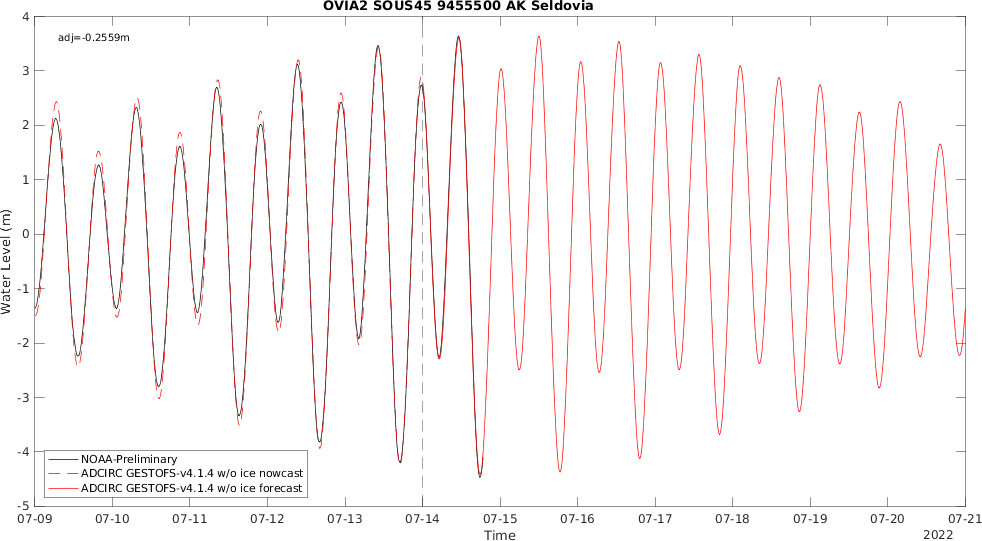 OVIA2 SOUS45 9455500 AK Seldovia
adj=-0.2559m
4
3
2
1
0
-1
-2
-3
-4
-5
Water Level (m)
NOAA-Preliminary
ADCIRC GESTOFS-v4.1.4 w/o ice nowcast
ADCIRC GESTOFS-v4.1.4 w/o ice forecast
07-09 07-10 07-11 07-12 07-13 07-14 07-15 07-16 07-17 07-18 07-19 07-20 07-21
Time
2022